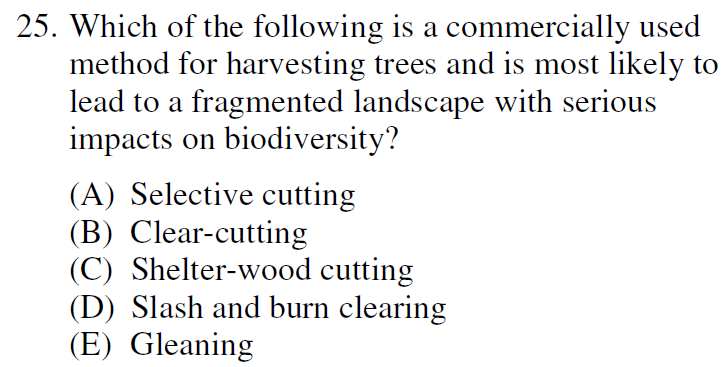 25. Which of the following is a commercially used
method for harvesting trees and is most likely to
lead to a fragmented landscape with serious
impacts on biodiversity?
(A) Selective cutting
(B) Clear-cutting
(C) Shelter-wood cutting
(D) Slash and burn clearing
(E) Gleaning